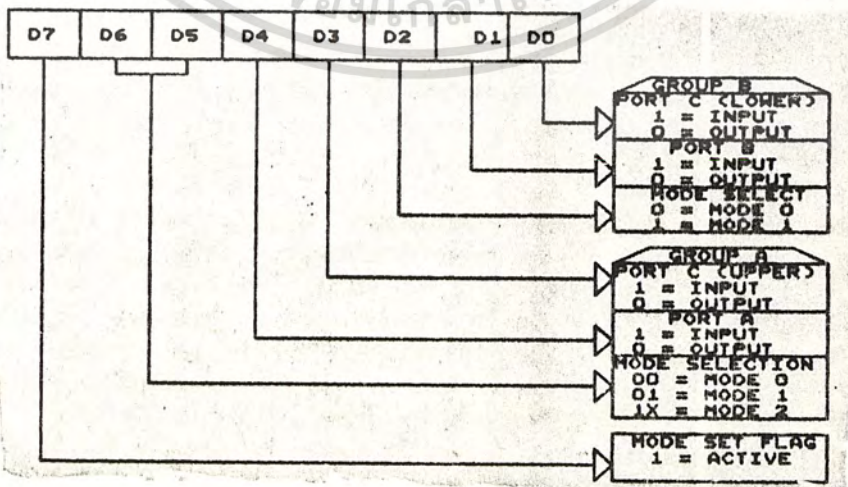 D7 D6 D5 D4 D3 D2 D1 D0
GROUP B
PORT C (LOWER)
1 = INPUT
0 = OUTPUT
PORT B
1 = INPUT
0 = OUTPUT
MODE SELECT
0 = MODE 0
1 = MODE 1
GROUP A
PORT C (UPPER)
1 = INPUT
0 = OUTPUT
PORT A
1 = INPUT
0 = OUTPUT
MODE SELECTION
00 = MODE 0
01 = MODE 1
1X = MODE 2
MODE SET FLAG
1 = ACTIVE